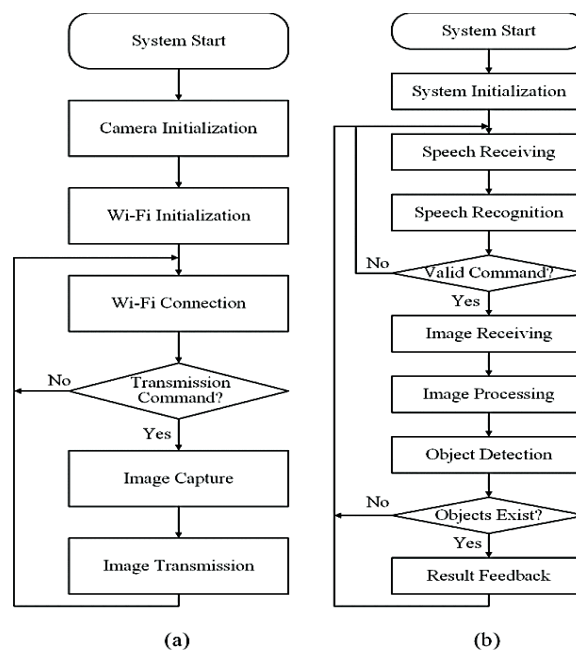 System Start
Camera Initialization
Wi-Fi Initialization
Wi-Fi Connection
Transmission
Command?
No
Yes
Image Capture
Image Transmission
(a)
System Start
System Initialization
Speech Receiving
Speech Recognition
Valid Command?
No
Yes
Image Receiving
Image Processing
Object Detection
Objects Exist?
No
Yes
Result Feedback
(b)